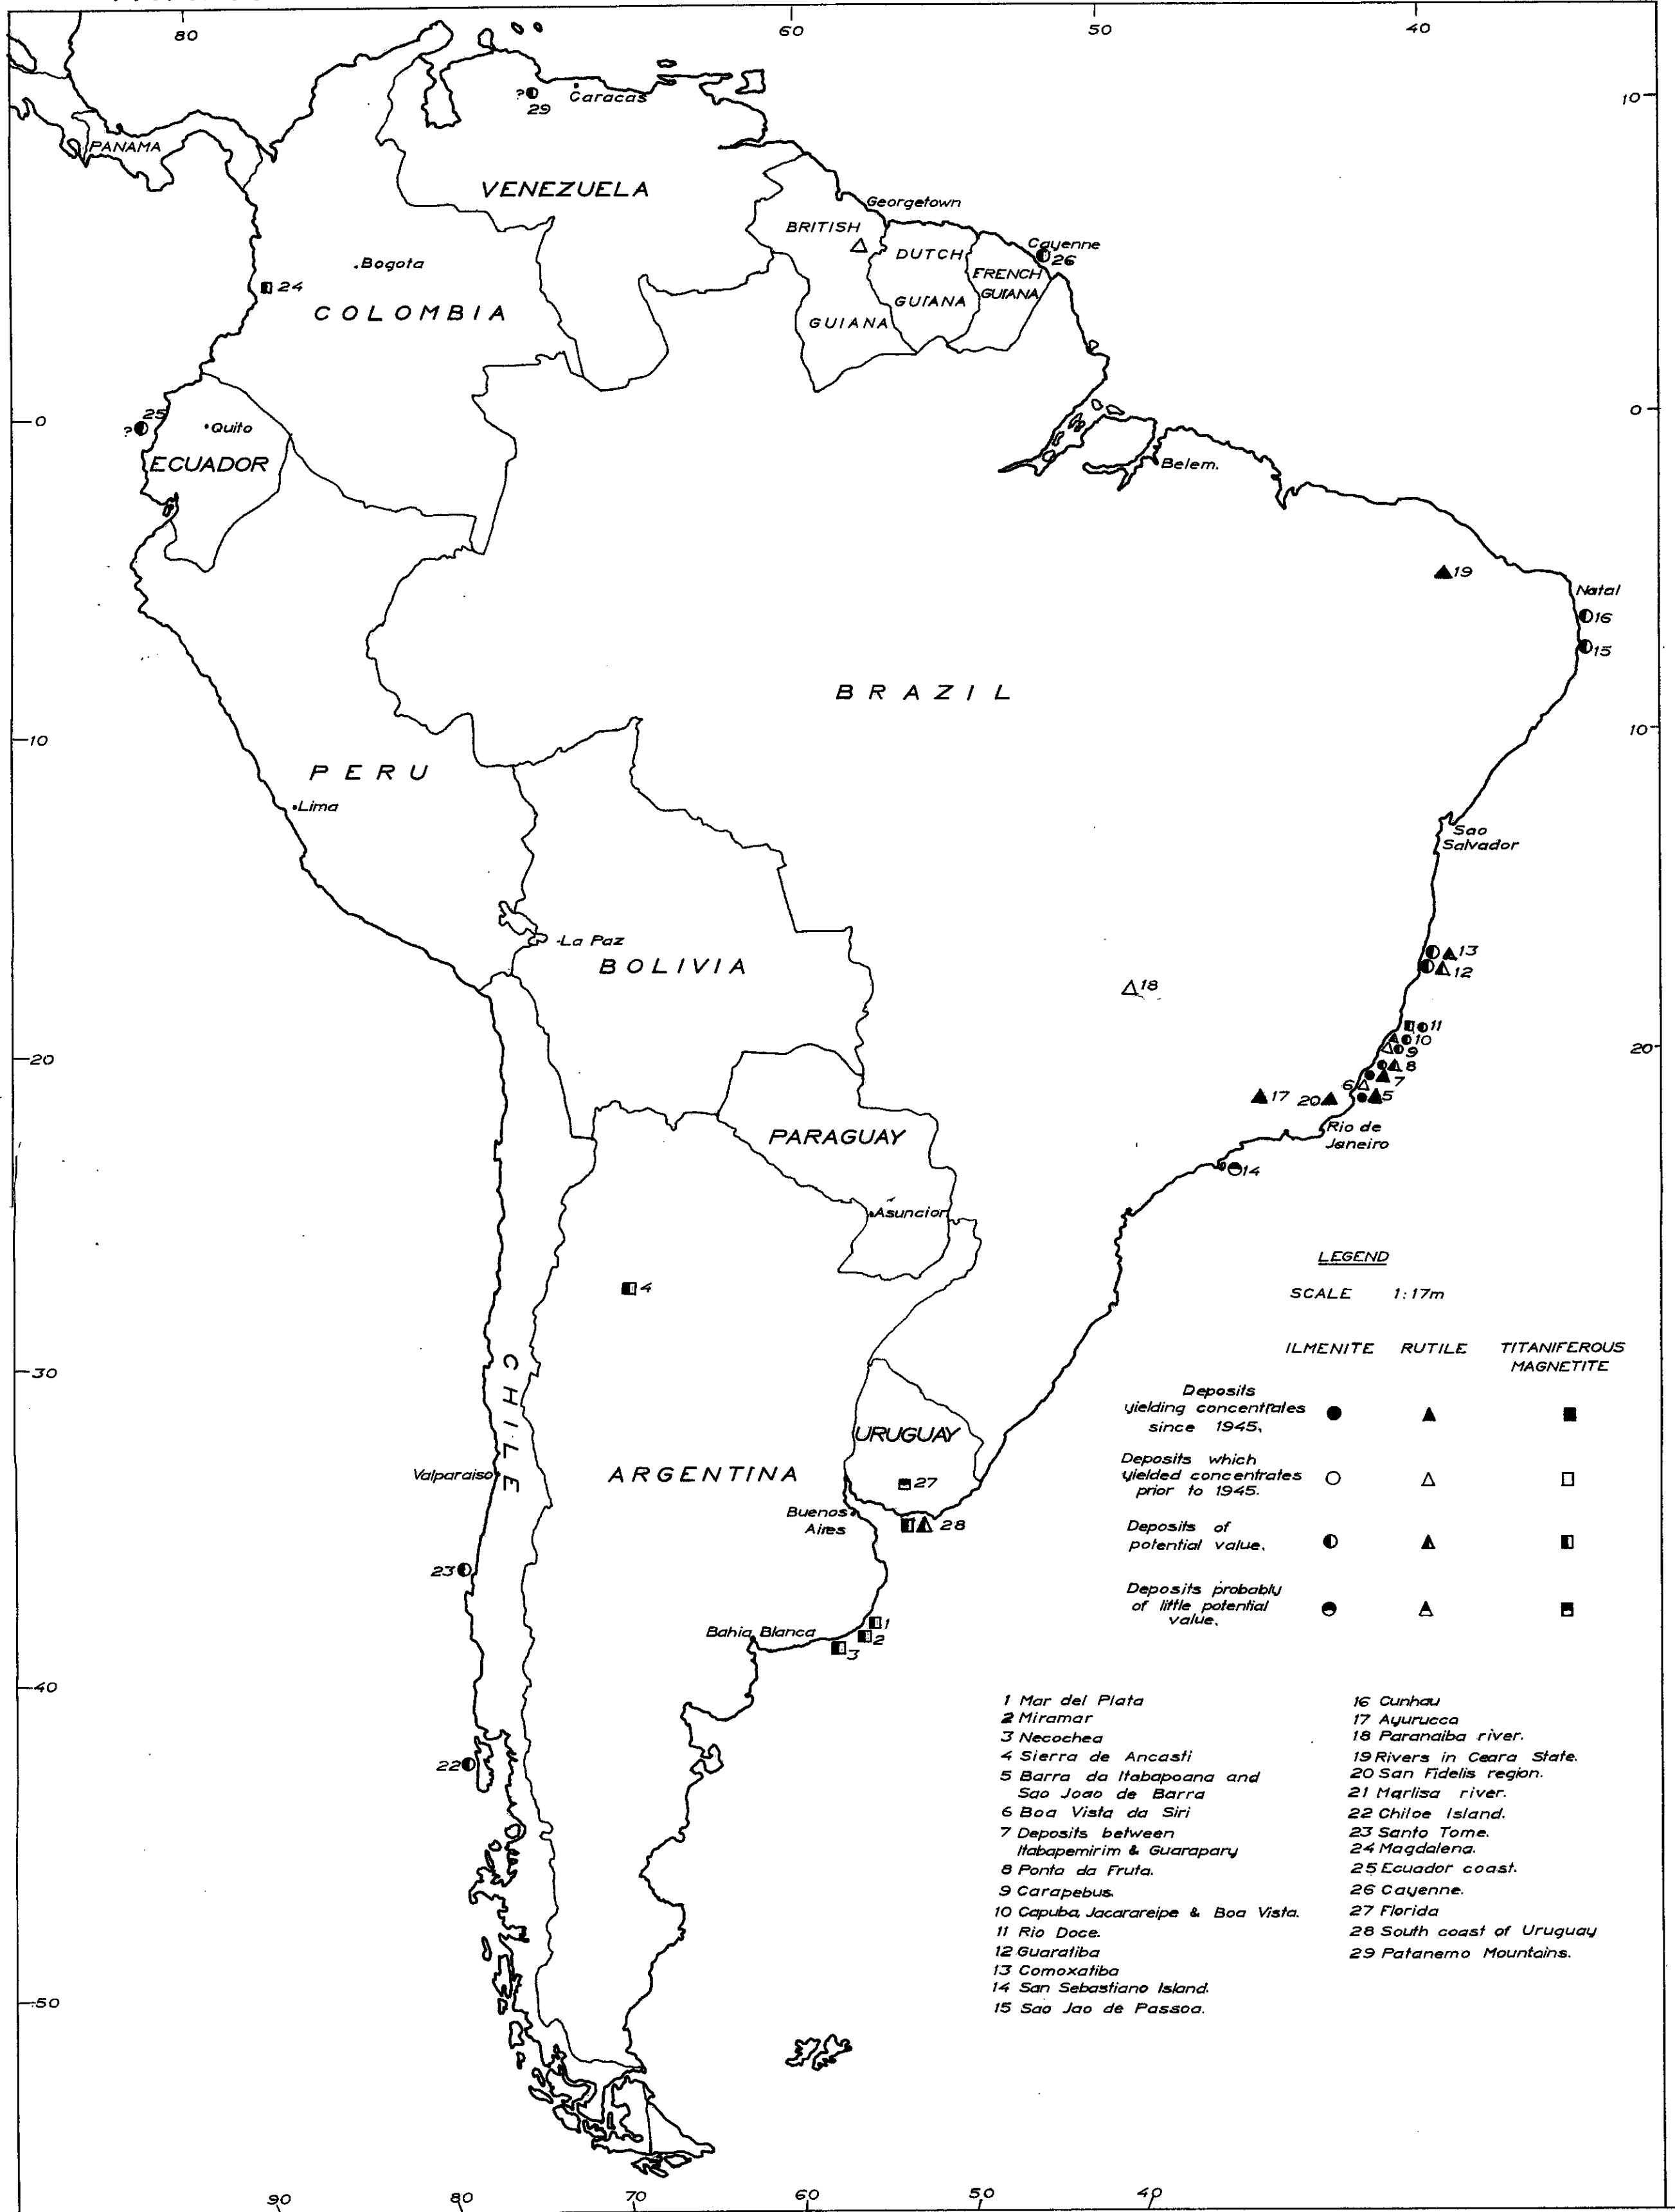 80
60
50
40
10
10
?
29
Caracas
PANAMA
VENEZUELA
Georgetown
BRITISH
GUIANA
DUTCH
GUIANA
Cayenne
26
FRENCH
GUIANA
Bogota
24
COLOMBIA
25
?
0
0
Quito
ECUADOR
Belem.
19
Natal
16
15
BRAZIL
10
10
PERU
Lima
Sao
Salvador
La Paz
BOLIVIA
13
12
18
11
10
9
8
7
6
5
20
20
17
20
Rio de
Janeiro
14
PARAGUAY
Asuncion
4
30
CHILE
URUGUAY
27
Valparaiso
ARGENTINA
Buenos
Aires
28
23
Bahia Blanca
1
2
3
40
22
50
LEGEND
SCALE 1:17m
ILMENITE RUTILE TITANIFEROUS
MAGNETITE
Deposits
yielding concentrates
since 1945.
Deposits which
yielded concentrates
prior to 1945.
Deposits of
potential value.
Deposits probably
of little potential
value.
1 Mar del Plata
2 Miramar
3 Necochea
4 Sierra de Ancasti
5 Barra da Itabapoana and
Sao Joao de Barra
6 Boa Vista da Siri
7 Deposits between
Itabapemirim & Guarapary
8 Ponta da Fruta.
9 Carapebus.
10 Capuba, Jacarareipe & Boa Vista.
11 Rio Doce.
12 Guaratiba
13 Comoxatiba
14 San Sebastiano Island.
15 Sao Jao de Passoa.
16 Cunhau
17 Ayurucca
18 Paranaiba river.
19 Rivers in Ceara State.
20 San Fidelis region.
21 Marlisa river.
22 Chiloe Island.
23 Santo Tome.
24 Magdalena.
25 Ecuador coast.
26 Cayenne.
27 Florida
28 South coast of Uruguay
29 Patanemo Mountains.
90
80
70
60
50
40